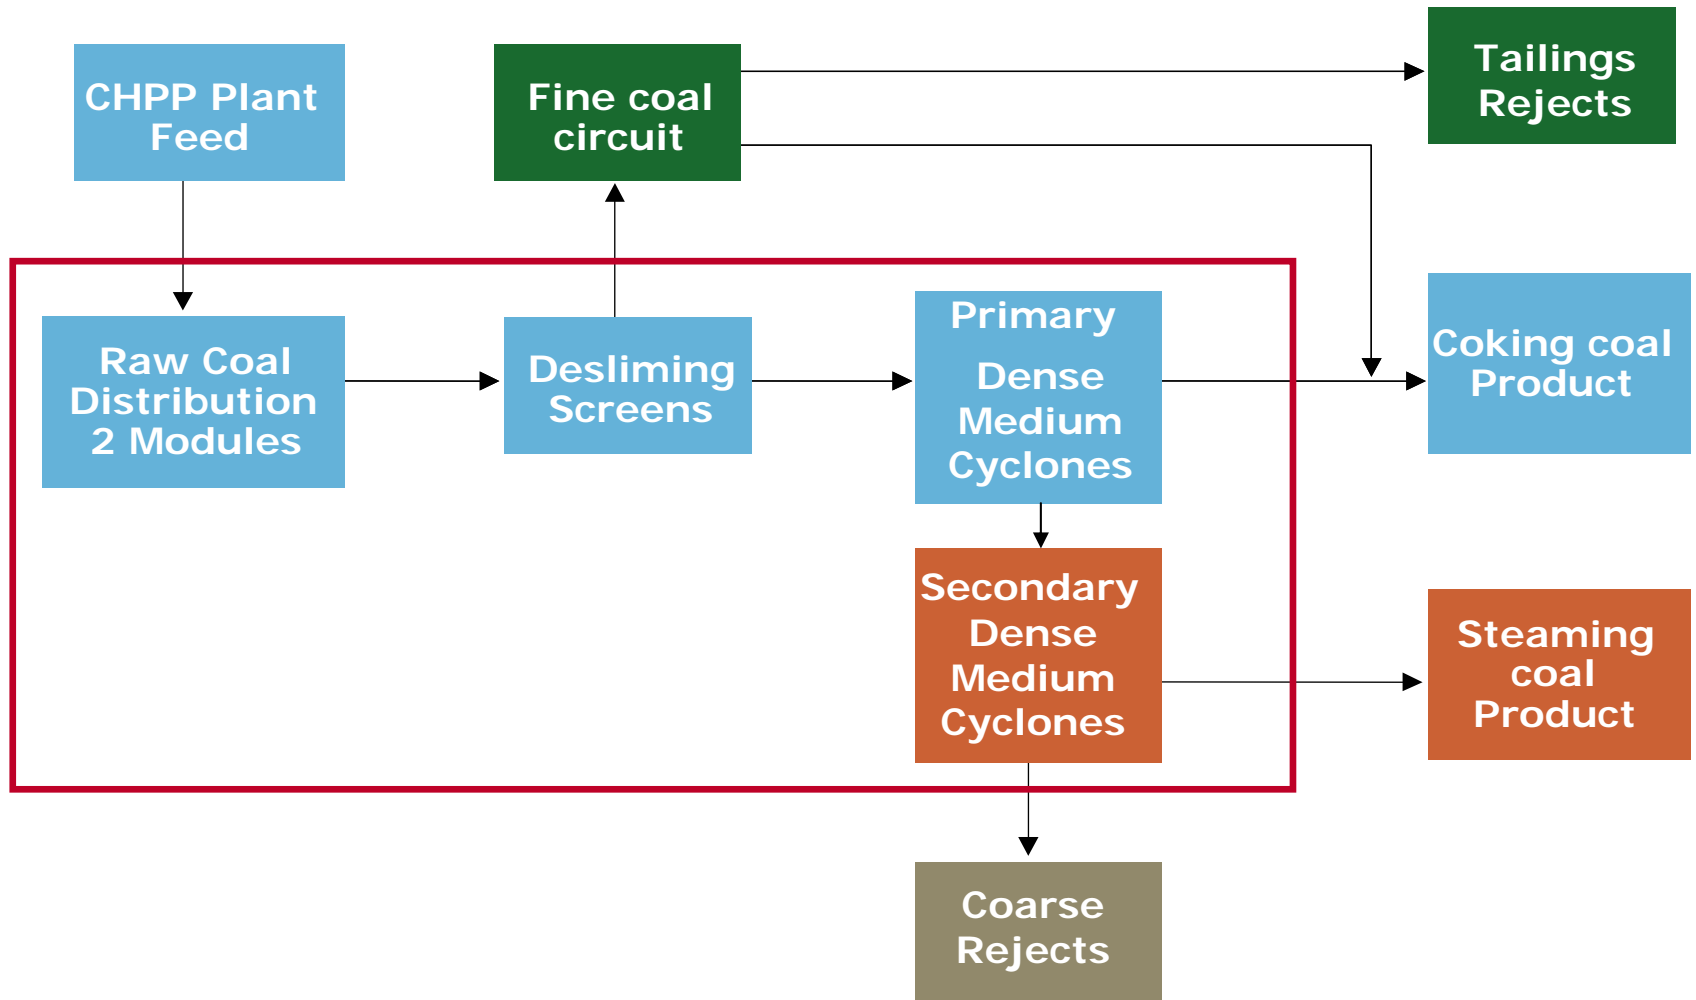 CHPP Plant
Feed
Fine coal
circuit
Tailings
Rejects
Raw Coal
Distribution
2 Modules
Desliming
Screens
Primary
Dense
Medium
Cyclones
Coking coal
Product
Secondary
Dense
Medium
Cyclones
Steaming
coal
Product
Coarse
Rejects